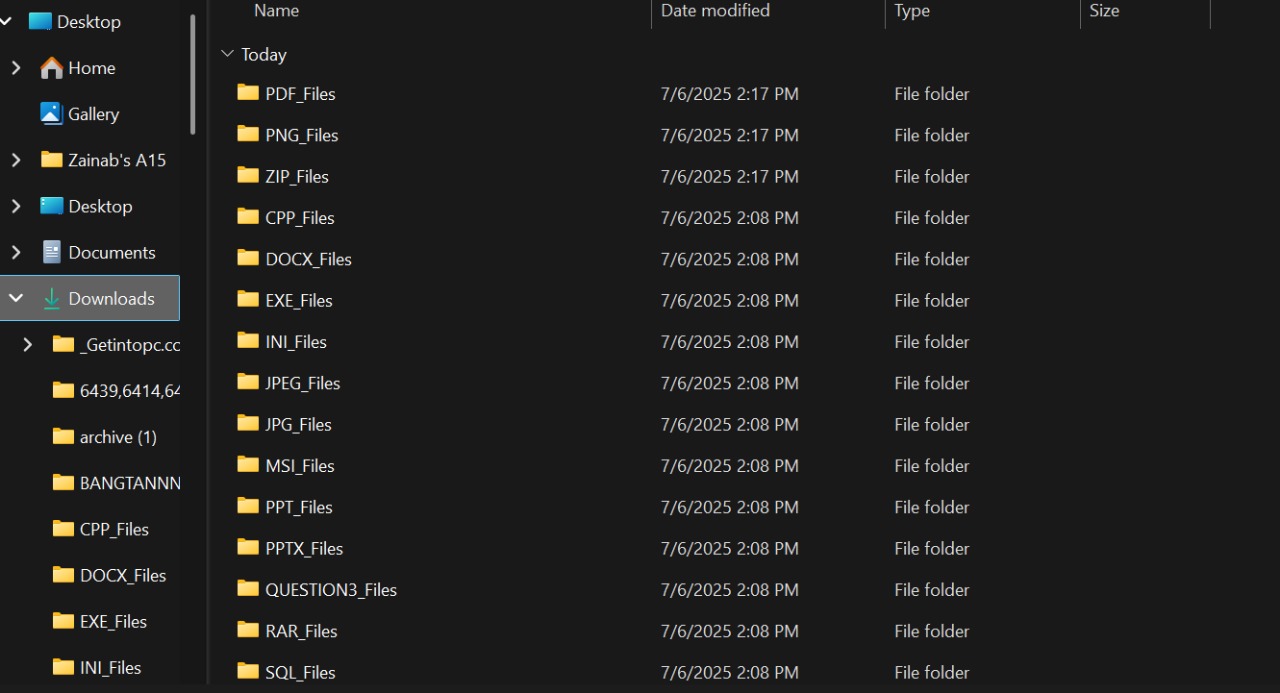 Desktop
Home
Gallery
Zainab's A15
Desktop
Documents
Downloads
_Getintopc.co
6439,6414,64
archive (1)
BANGTANNN
CPP_Files
DOCX_Files
EXE_Files
INI_Files
Name Date modified Type Size
Today
PDF_Files 7/6/2025 2:17 PM File folder
PNG_Files 7/6/2025 2:17 PM File folder
ZIP_Files 7/6/2025 2:17 PM File folder
CPP_Files 7/6/2025 2:08 PM File folder
DOCX_Files 7/6/2025 2:08 PM File folder
EXE_Files 7/6/2025 2:08 PM File folder
INI_Files 7/6/2025 2:08 PM File folder
JPEG_Files 7/6/2025 2:08 PM File folder
JPG_Files 7/6/2025 2:08 PM File folder
MSI_Files 7/6/2025 2:08 PM File folder
PPT_Files 7/6/2025 2:08 PM File folder
PPTX_Files 7/6/2025 2:08 PM File folder
QUESTION3_Files 7/6/2025 2:08 PM File folder
RAR_Files 7/6/2025 2:08 PM File folder
SQL_Files 7/6/2025 2:08 PM File folder